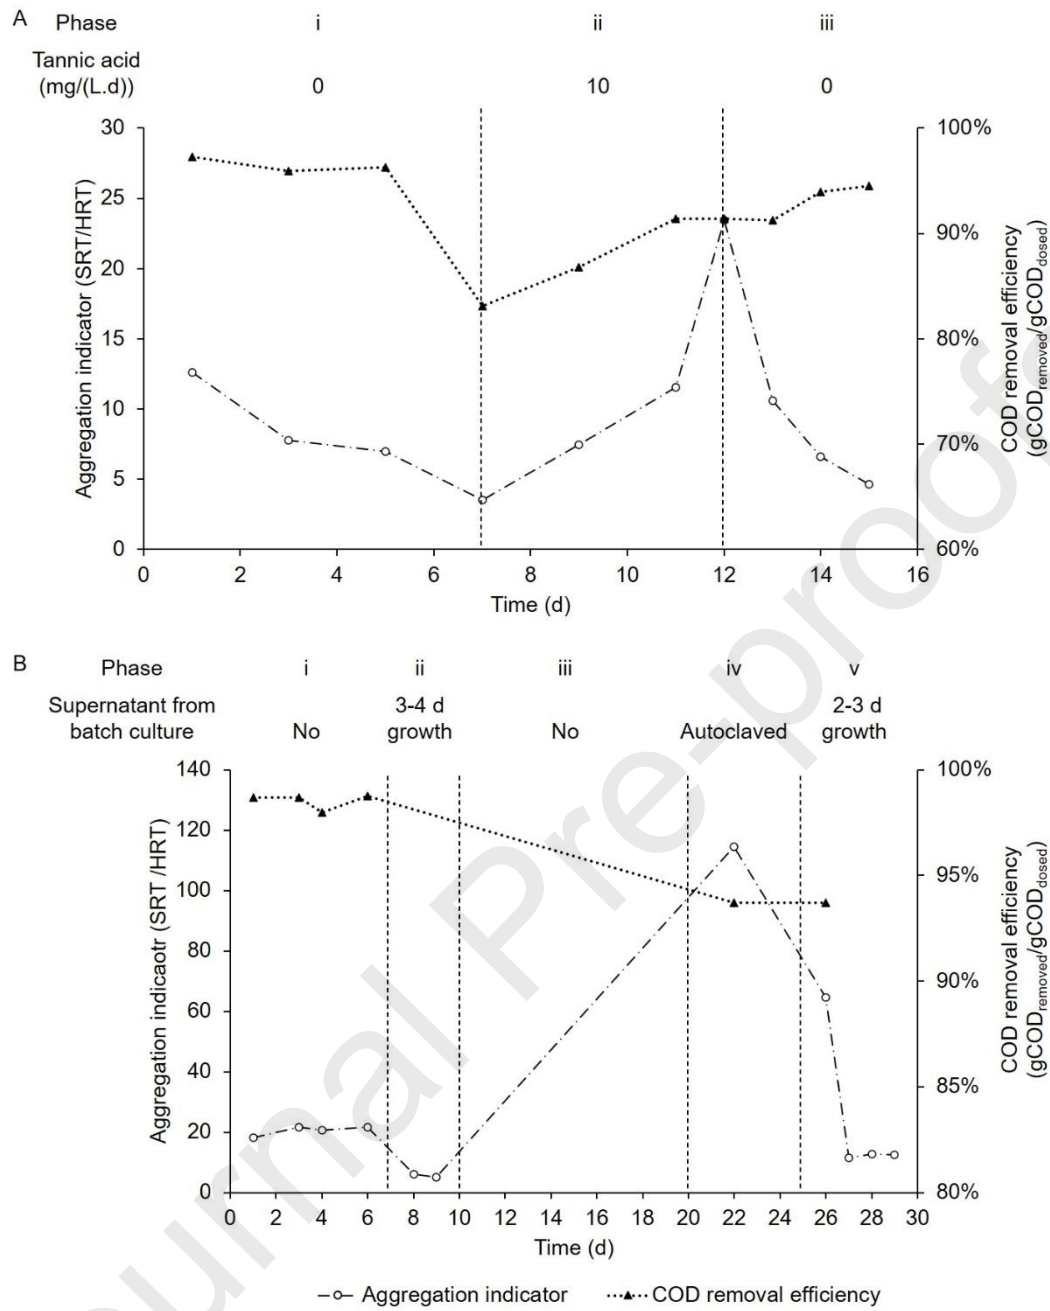 A Phase i ii iii
Tannic acid
(mg/(L.d)) 0 10 0
30 100%
25 90%
20
15 80%
10 70%
5
0 60%
Aggregation indicator (SRT/HRT)
COD removal efficiency
(gCODremoved/gCODdosed)
0 2 4 6 8 10 12 14 16
Time (d)
B Phase i ii iii iv v
Supernatant from 3-4 d 2-3 d
batch culture No growth No Autoclaved growth
140 100%
120
100 95%
80 90%
60
40 85%
20
0 80%
Aggregation indicaotr (SRT /HRT)
COD removal efficiency
(gCODremoved/gCODdosed)
0 2 4 6 8 10 12 14 16 18 20 22 24 26 28 30
Time (d)
Aggregation indicator COD removal efficiency
urnal Pre-proofs